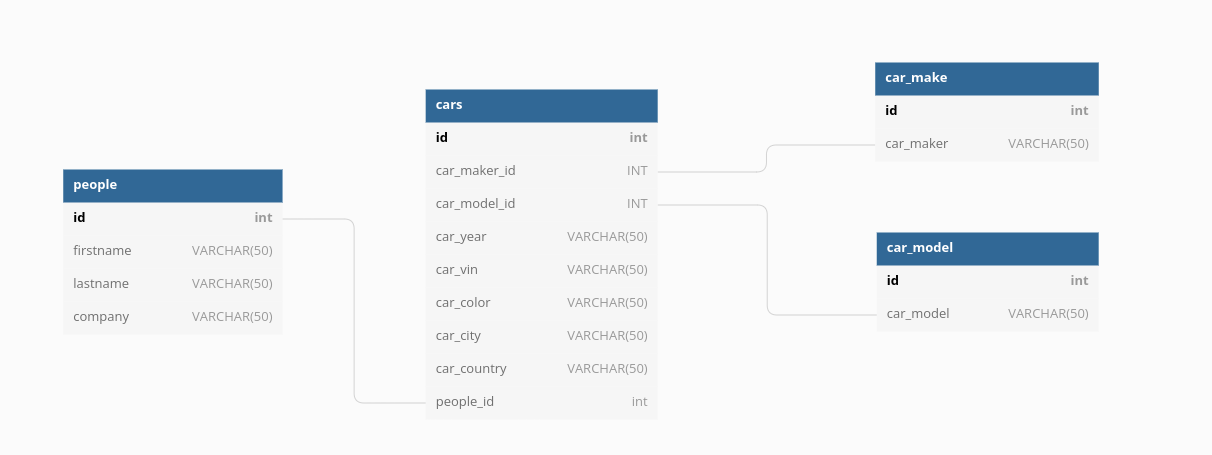 people
id int
firstname VARCHAR(50)
lastname VARCHAR(50)
company VARCHAR(50)
cars
id int
car_maker_id INT
car_model_id INT
car_year VARCHAR(50)
car_vin VARCHAR(50)
car_color VARCHAR(50)
car_city VARCHAR(50)
car_country VARCHAR(50)
people_id int
car_make
id int
car_maker VARCHAR(50)
car_model
id int
car_model VARCHAR(50)